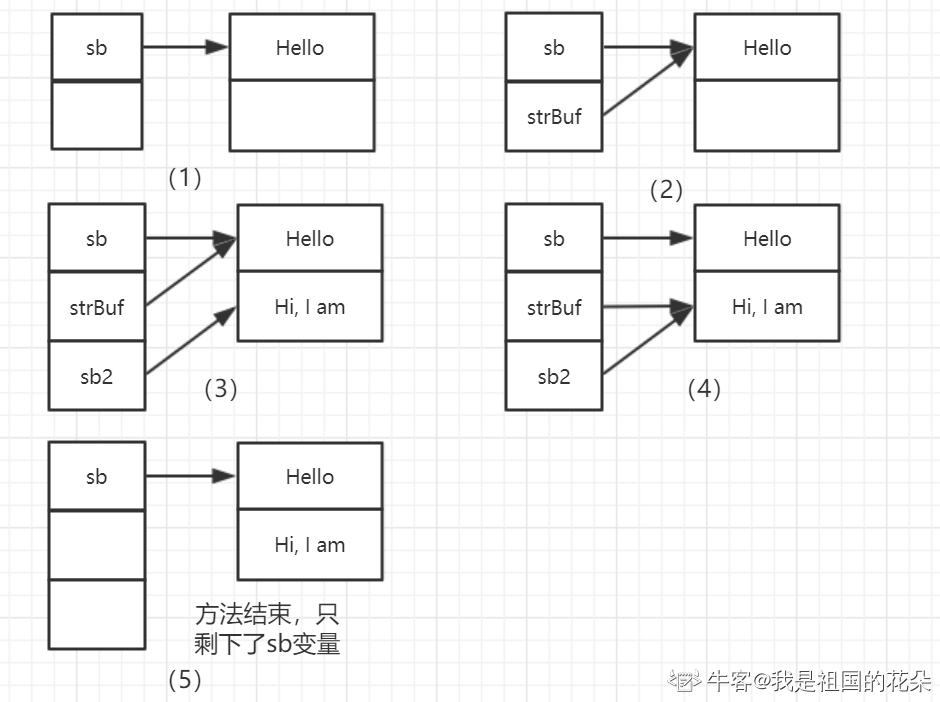 sb
Hello
(1)
sb
Hello
strBuf
(2)
sb
Hello
strBuf
Hi, I am
sb2
(3)
sb
Hello
strBuf
Hi, I am
sb2
(4)
sb
Hello
Hi, I am
方法结束，只
剩下了sb变量
(5)
牛客@我是祖国的花朵